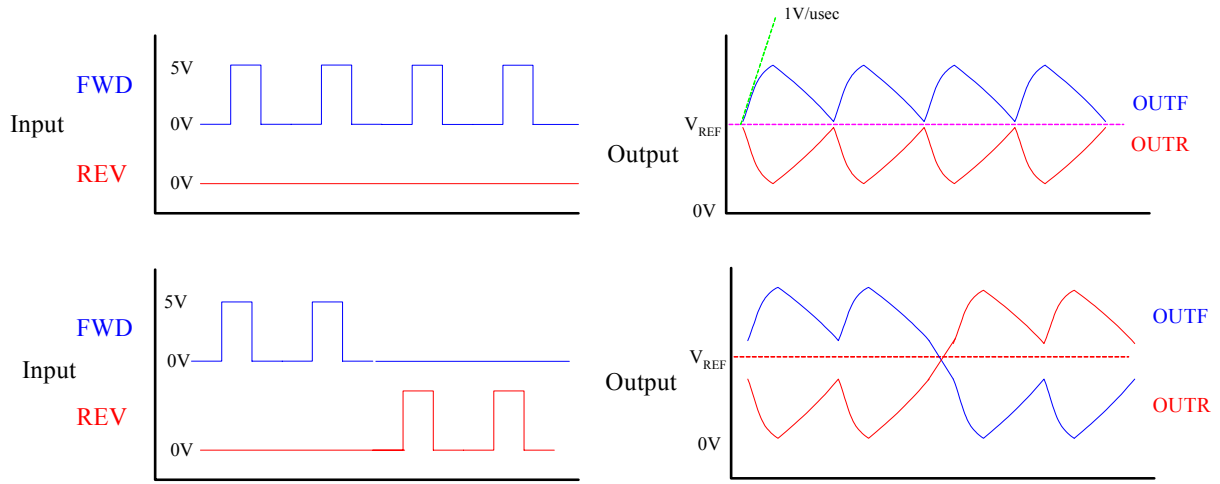 1V/usec
5V
FWD
OUTF
Input
0V
VREF
OUTR
Output
REV
0V
0V
5V
FWD
OUTF
0V
VREF
Input
Output
REV
OUTR
0V
0V